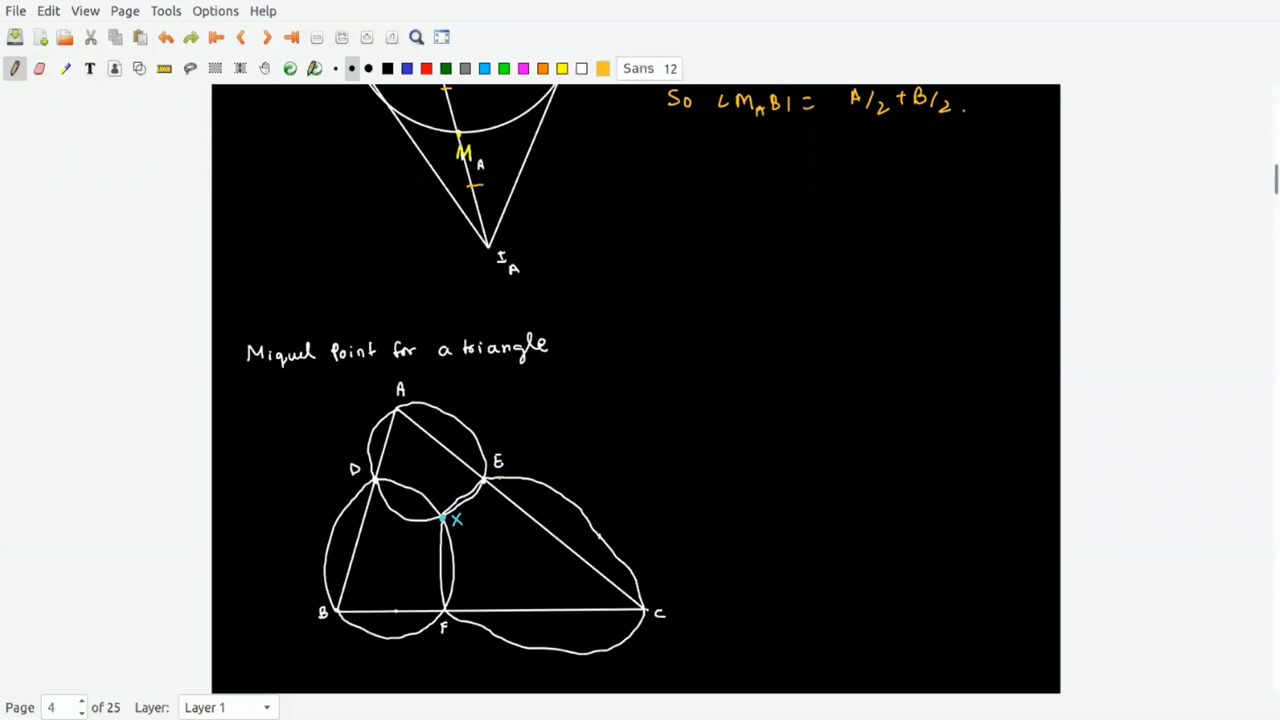 File Edit View Page Tools Options Help
T Sans 12
So ∠M_A BI = A/2 + B/2.
M_A
I_A
Miquel Point for a triangle
A
D E
X
B F C
Page 4 of 25 Layer: Layer 1